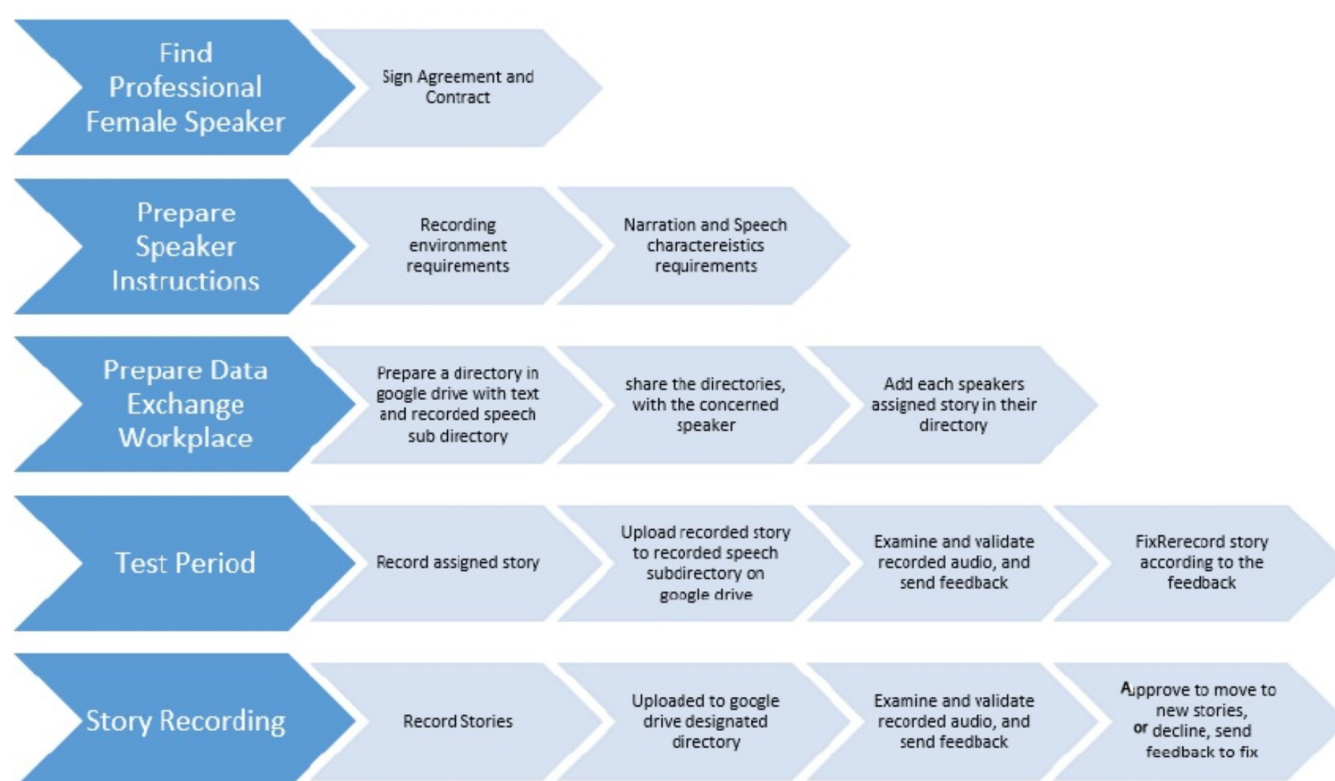 Find
Professional
Female Speaker
Sign Agreement and
Contract
Prepare
Speaker
Instructions
Recording
environment
requirements
Narration and Speech
charactereistics
requirements
Prepare Data
Exchange
Workplace
Prepare a directory in
google drive with text
and recorded speech
sub directory
share the directories,
with the concerned
speaker
Add each speakers
assigned story in their
directory
Test Period
Record assigned story
Upload recorded story
to recorded speech
subdirectory on
google drive
Examine and validate
recorded audio, and
send feedback
FixRerecord story
according to the
feedback
Story Recording
Record Stories
Uploaded to google
drive designated
directory
Examine and validate
recorded audio, and
send feedback
Approve to move to
new stories,
or decline, send
feedback to fix